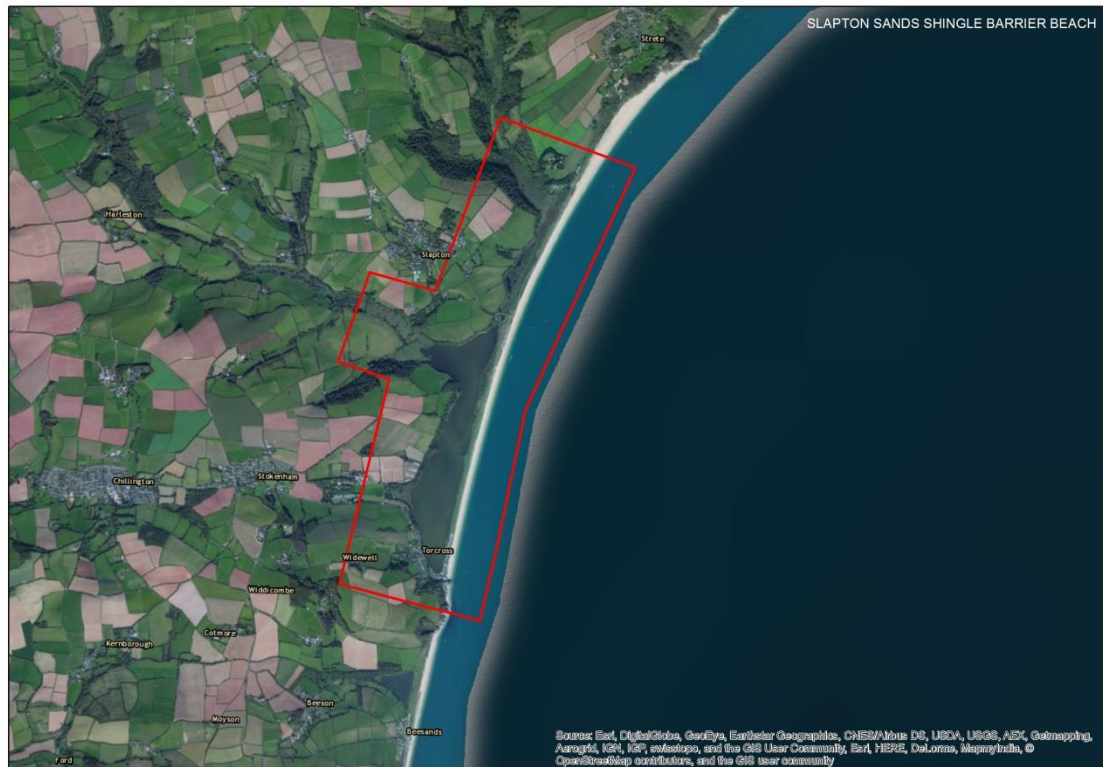 SLAPTON SANDS SHINGLE BARRIER BEACH
Strete
Harleston
Slapton
Chillington
Stokenham
Torcross
Widewell
Widdicombe
Cotmore
Kernborough
Beeson
Moyson
Beesands
Ford
Source: Esri, DigitalGlobe, GeoEye, Earthstar Geographics, CNES/Airbus DS, USDA, USGS, AEX, Getmapping,
Aerogrid, IGN, IGP, swisstopo, and the GIS User Community, Esri, HERE, DeLorme, MapmyIndia, ©
OpenStreetMap contributors, and the GIS user community